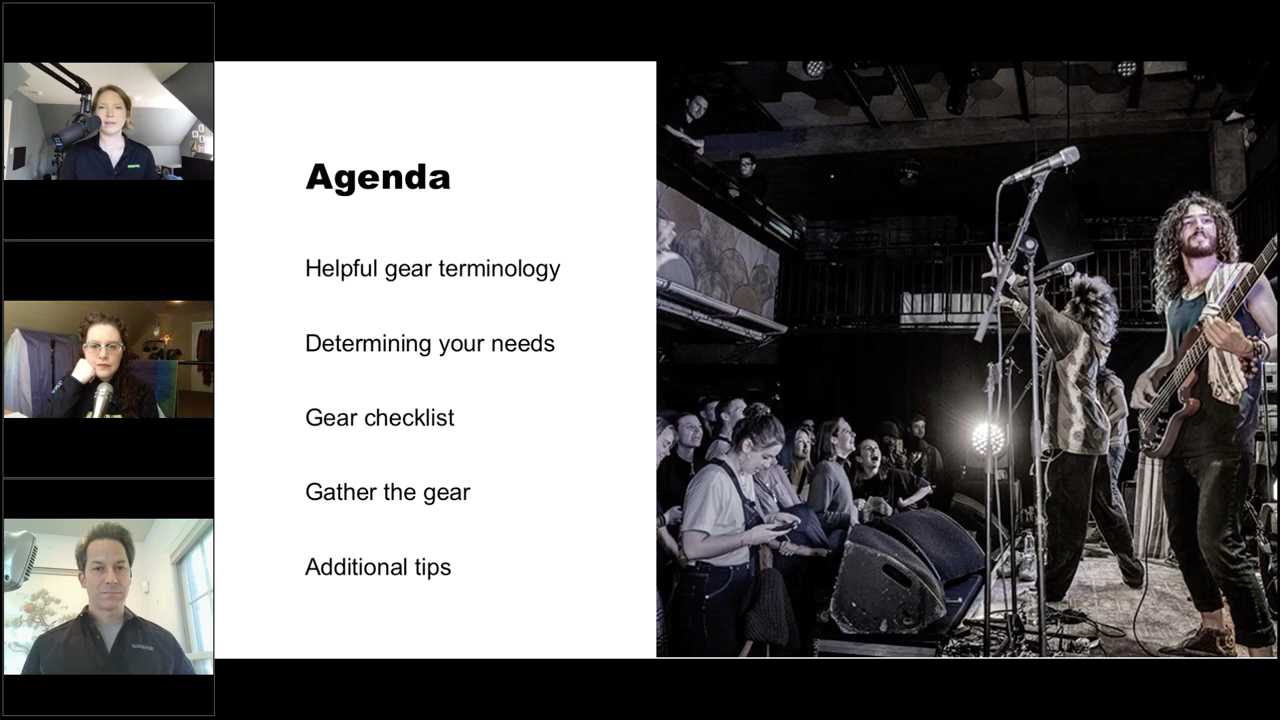 Agenda
Helpful gear terminology
Determining your needs
Gear checklist
Gather the gear
Additional tips